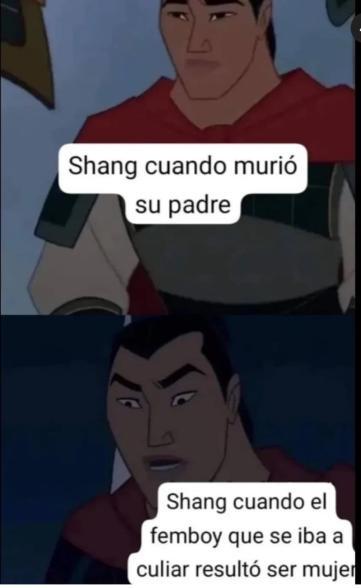 Shang cuando murió
su padre
Shang cuando el
femboy que se iba a
culiar resultó ser mujer